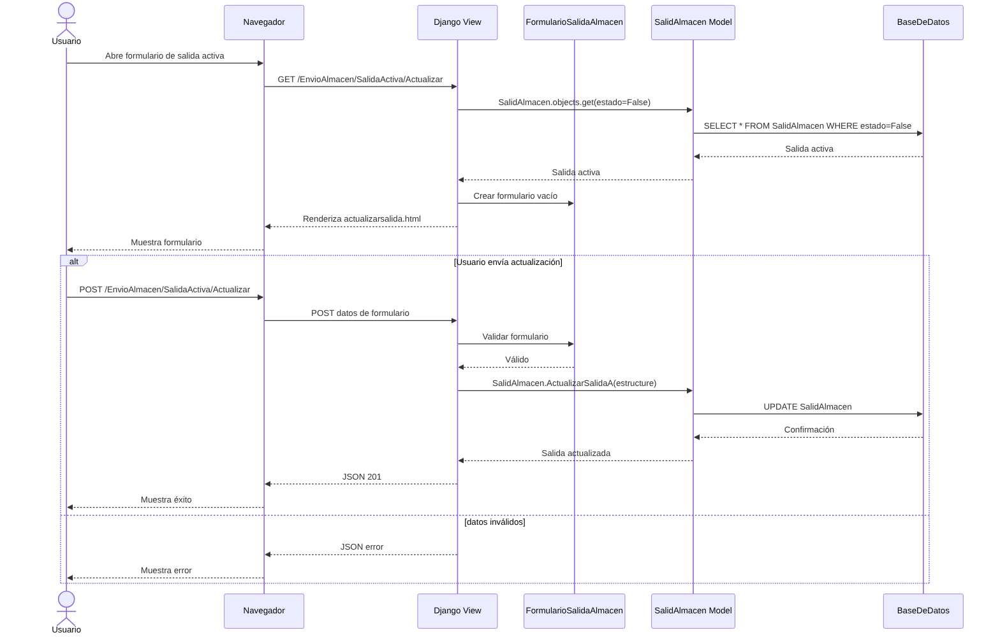 Usuario
Navegador
Django View
FormularioSalidaAlmacen
SalidAlmacen Model
BaseDeDatos
Abre formulario de salida activa
GET /EnvioAlmacen/SalidaActiva/Actualizar
SalidAlmacen.objects.get(estado=False)
SELECT * FROM SalidAlmacen WHERE estado=False
Salida activa
Salida activa
Crear formulario vacío
Renderiza actualizarsalida.html
Muestra formulario
alt
[Usuario envía actualización]
POST /EnvioAlmacen/SalidaActiva/Actualizar
POST datos de formulario
Validar formulario
Válido
SalidAlmacen.ActualizarSalidaA(estructure)
UPDATE SalidAlmacen
Confirmación
Salida actualizada
JSON 201
Muestra éxito
[datos inválidos]
JSON error
Muestra error
Usuario
Navegador
Django View
FormularioSalidaAlmacen
SalidAlmacen Model
BaseDeDatos